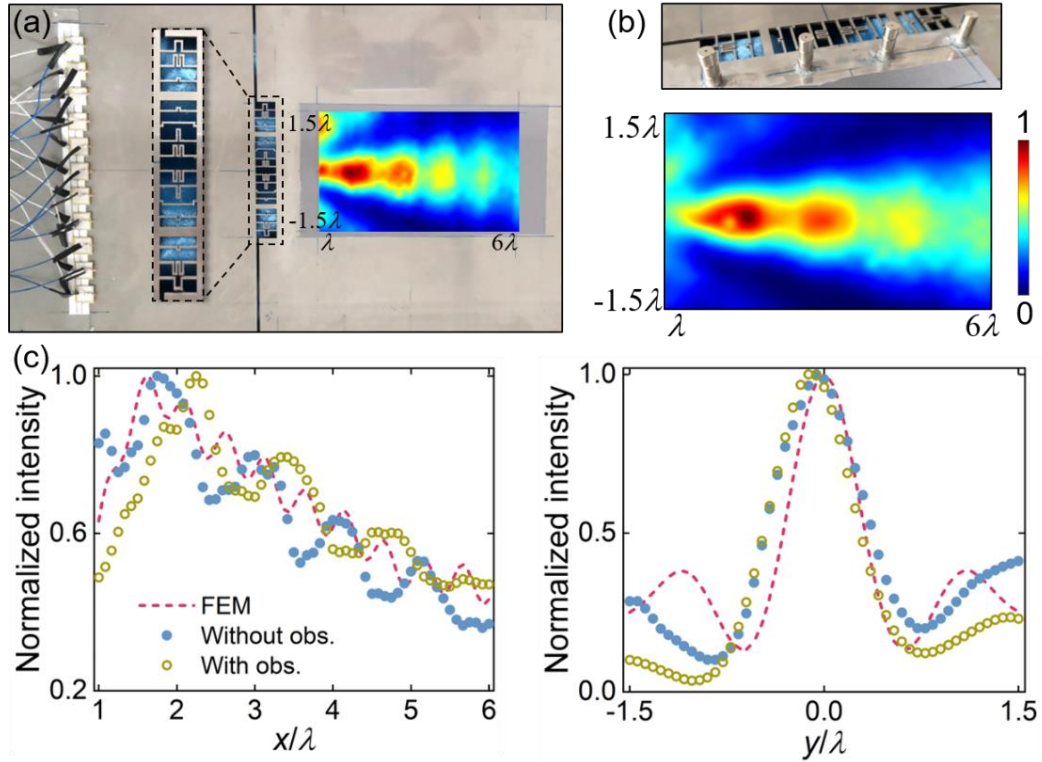 (a)
1.5λ
-1.5λ
λ
6λ
(b)
1.5λ
-1.5λ
λ
6λ
1
0
(c)
Normalized intensity
1.0
0.6
0.2
FEM
Without obs.
With obs.
1 2 3 4 5 6
x/λ
Normalized intensity
1.0
0.5
0.0
-1.5 0.0 1.5
y/λ